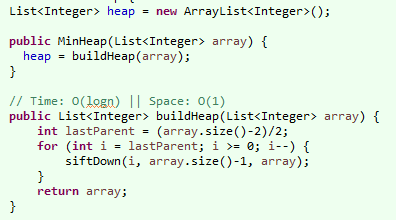 List<Integer> heap = new ArrayList<Integer>();
public MinHeap(List<Integer> array) {
heap = buildHeap(array);
}
// Time: O(logn) || Space: O(1)
public List<Integer> buildHeap(List<Integer> array) {
int lastParent = (array.size()-2)/2;
for (int i = lastParent; i >= 0; i--) {
siftDown(i, array.size()-1, array);
}
return array;
}